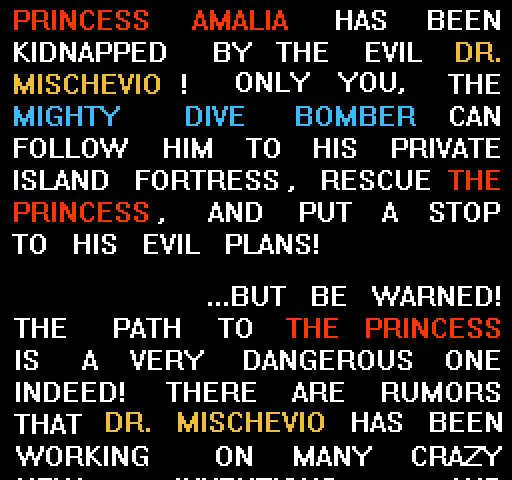 PRINCESS AMALIA HAS BEEN
KIDNAPPED BY THE EVIL DR.
MISCHEVIO ! ONLY YOU, THE
MIGHTY DIVE BOMBER CAN
FOLLOW HIM TO HIS PRIVATE
ISLAND FORTRESS, RESCUE THE
PRINCESS, AND PUT A STOP
TO HIS EVIL PLANS!
...BUT BE WARNED!
THE PATH TO THE PRINCESS
IS A VERY DANGEROUS ONE
INDEED! THERE ARE RUMORS
THAT DR. MISCHEVIO HAS BEEN
WORKING ON MANY CRAZY